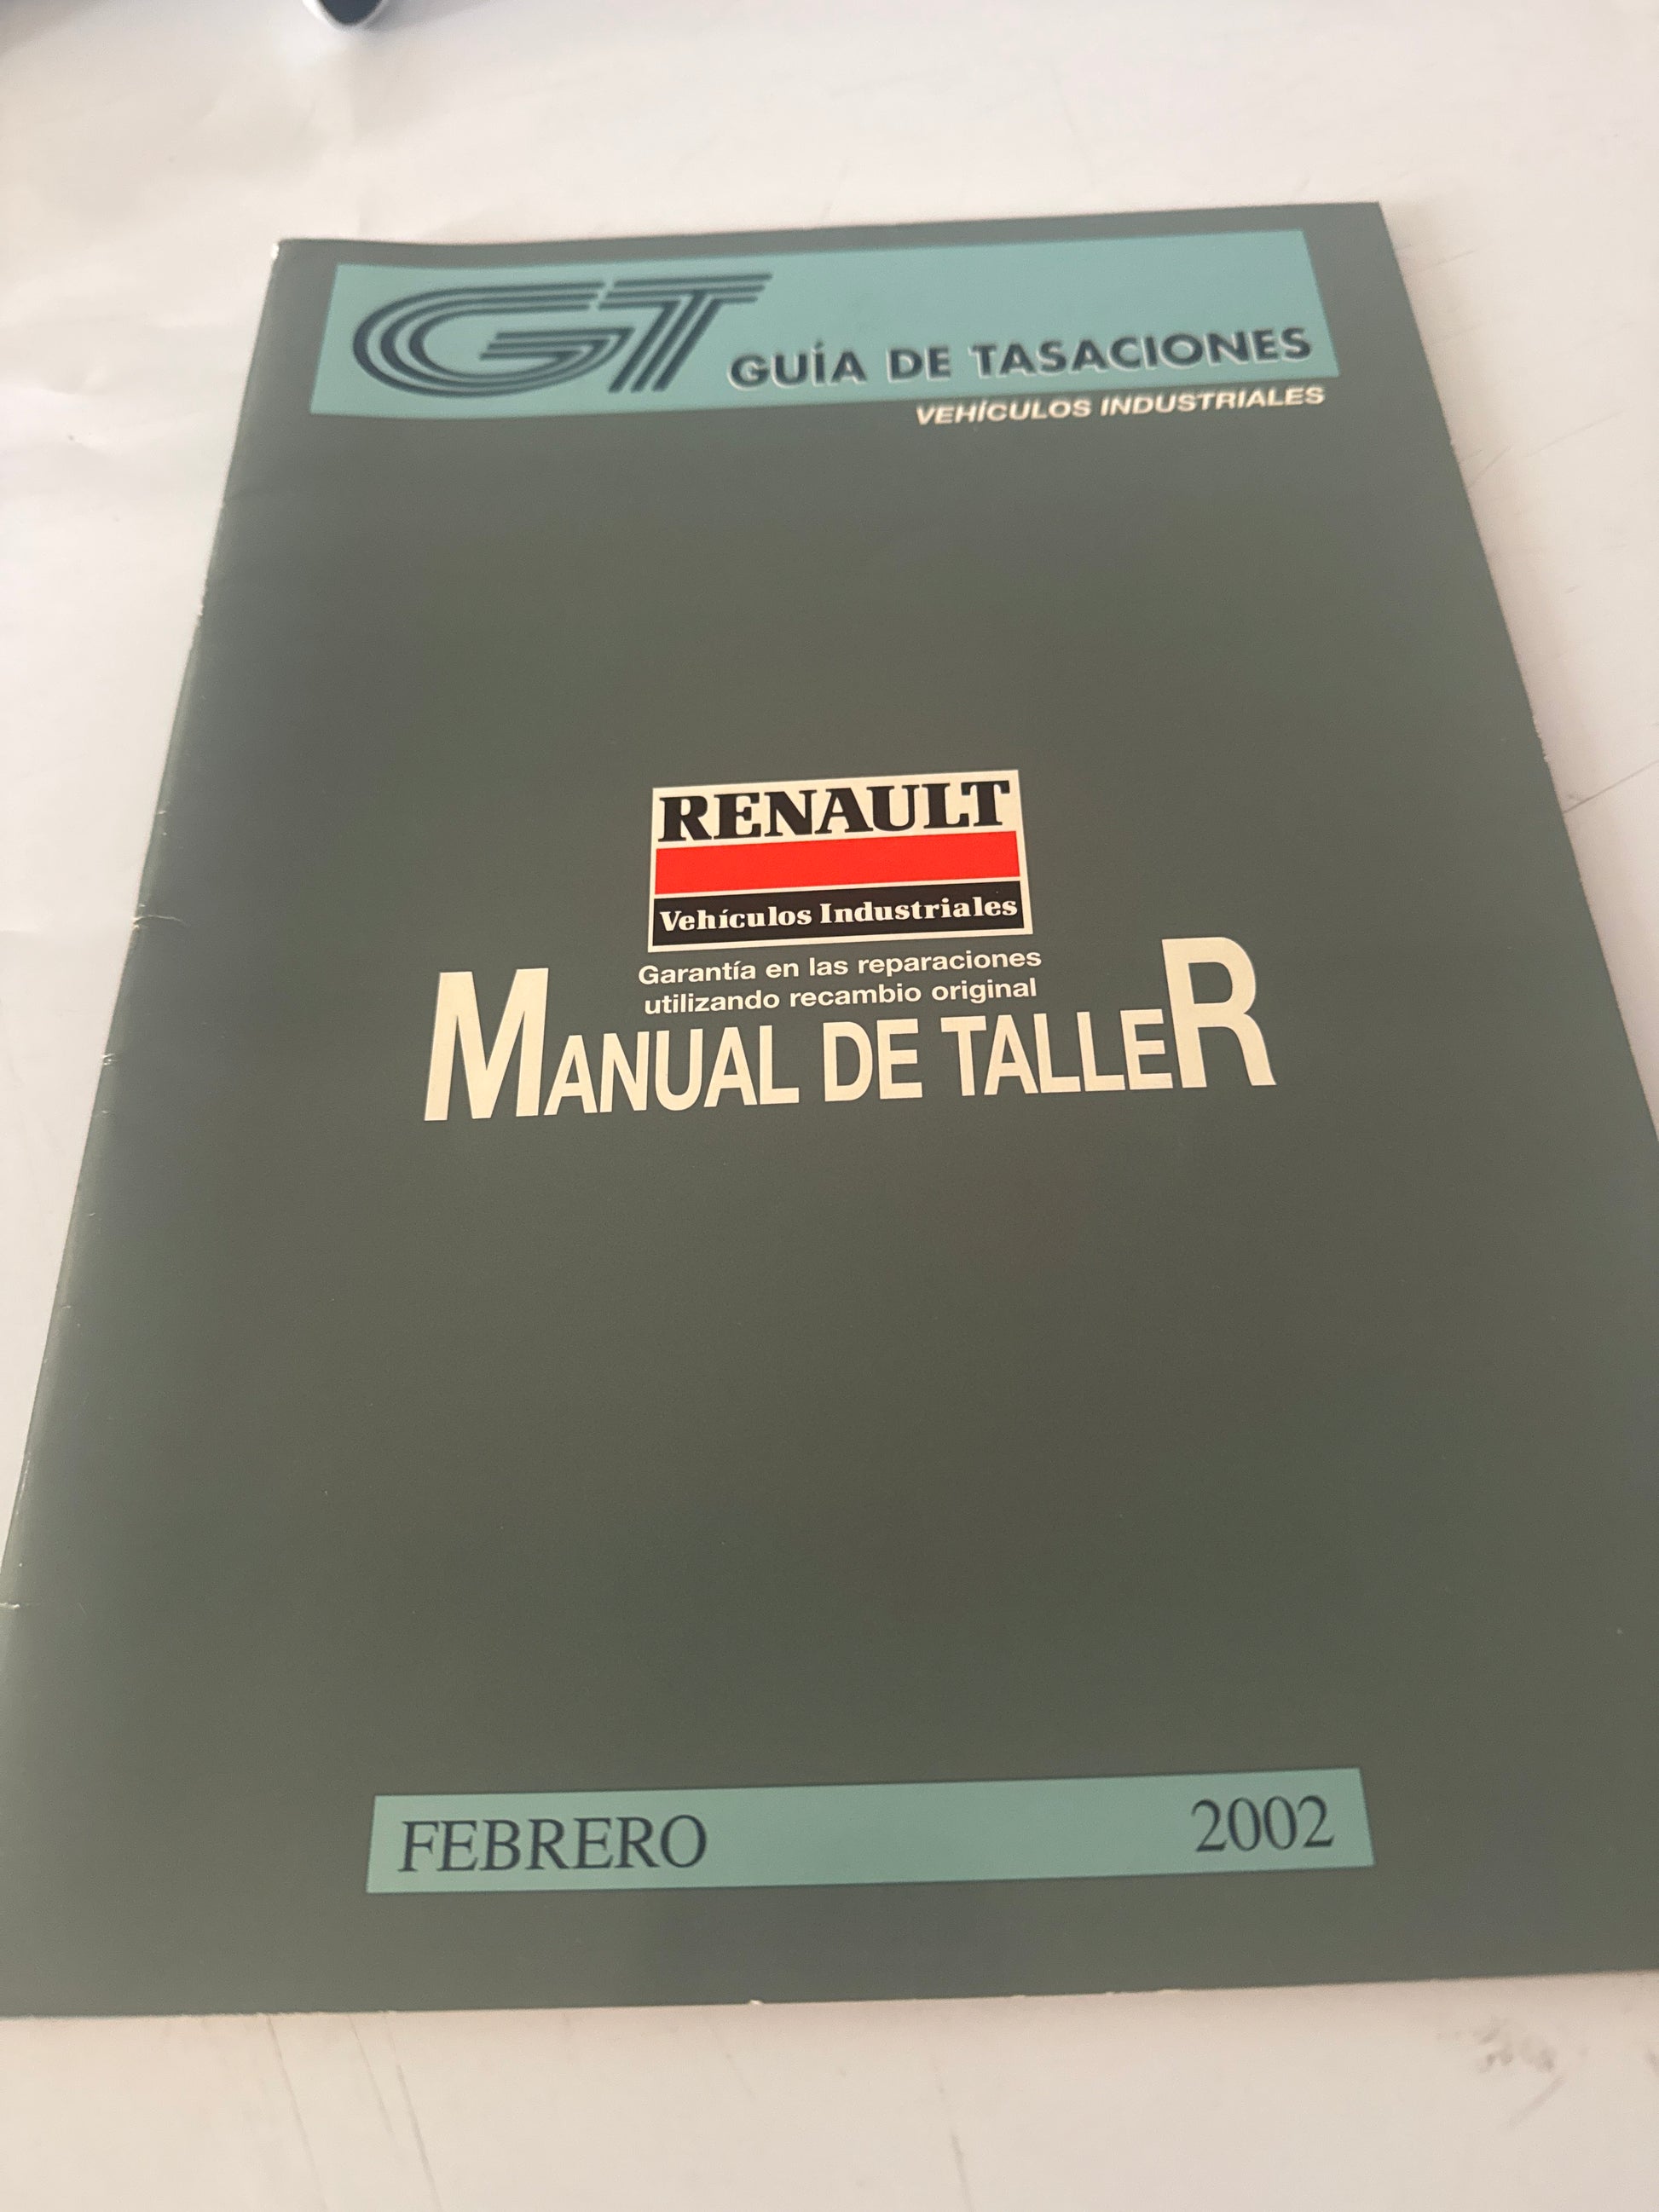 GT GUÍA DE TASACIONES
VEHÍCULOS INDUSTRIALES
RENAULT
Vehículos Industriales
Garantía en las reparaciones
utilizando recambio original
MANUAL DE TALLER
FEBRERO 2002